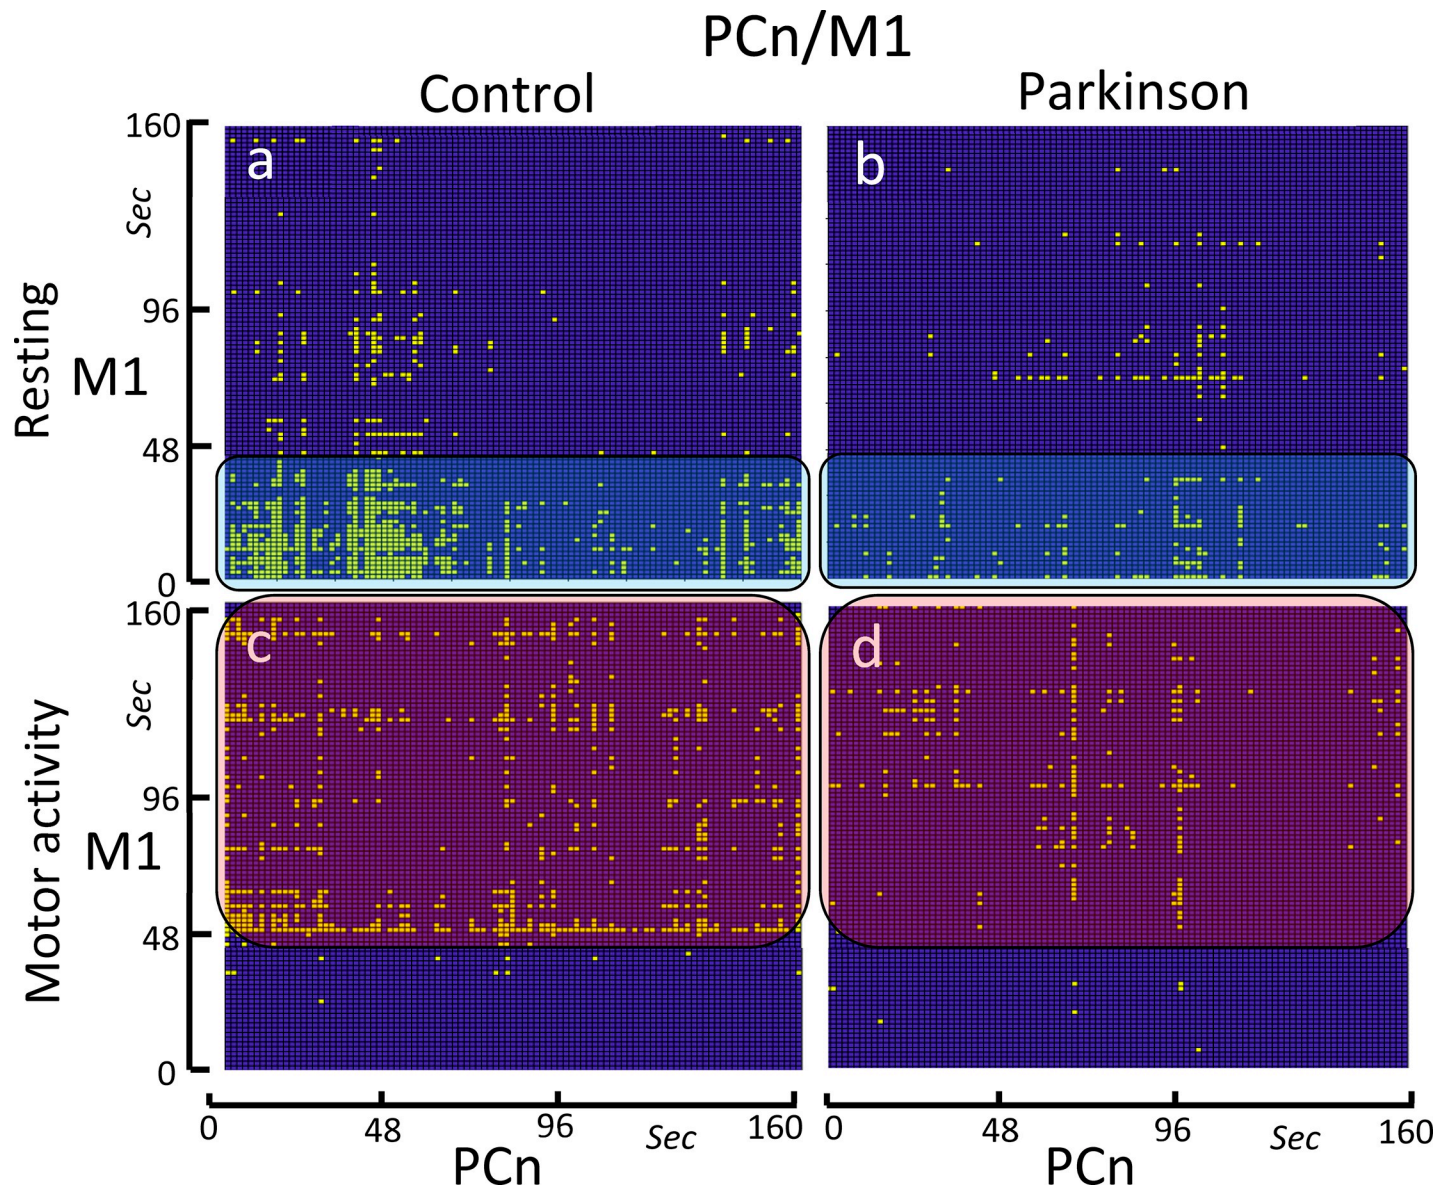 PCn/M1
Control
Parkinson
160
a
b
Sec
96
Resting
M1
48
0
160
c
d
Sec
96
Motor activity
M1
48
0
0
48
96
Sec
160
0
48
96
Sec
160
PCn
PCn